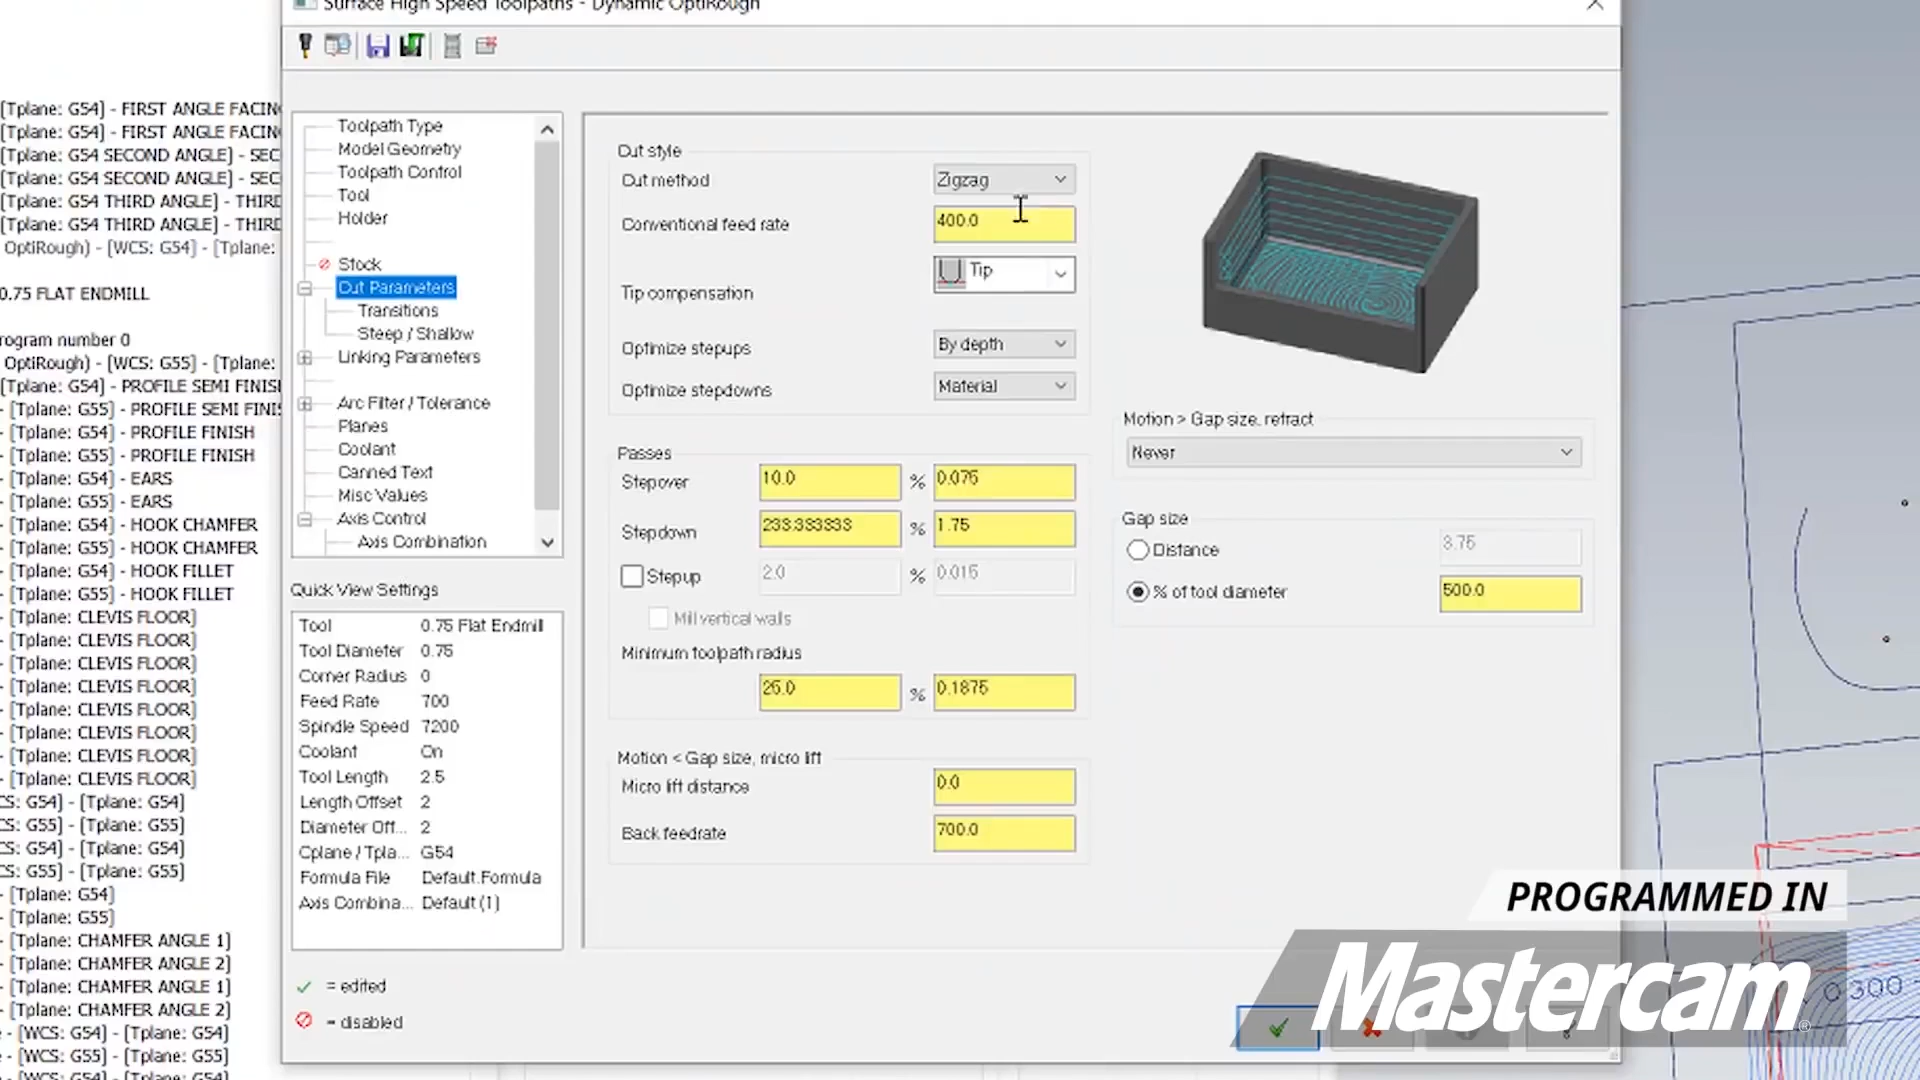 Surface High Speed Toolpaths - Dynamic OptiRough
[Tplane: G54] - FIRST ANGLE FACIN
[Tplane: G54] - FIRST ANGLE FACIN
[Tplane: G54 SECOND ANGLE] - SEC
[Tplane: G54 SECOND ANGLE] - SEC
[Tplane: G54 THIRD ANGLE] - THIRD
[Tplane: G54 THIRD ANGLE] - THIRD
OptiRough) - [WCS: G54] - [Tplane:
0.75 FLAT ENDMILL
rogram number 0
OptiRough) - [WCS: G55] - [Tplane:
[Tplane: G54] - PROFILE SEMI FINISH
- [Tplane: G55] - PROFILE SEMI FINIS
- [Tplane: G54] - PROFILE FINISH
- [Tplane: G55] - PROFILE FINISH
- [Tplane: G54] - EARS
- [Tplane: G55] - EARS
- [Tplane: G54] - HOOK CHAMFER
- [Tplane: G55] - HOOK CHAMFER
- [Tplane: G54] - HOOK FILLET
- [Tplane: G55] - HOOK FILLET
- [Tplane: CLEVIS FLOOR]
- [Tplane: CLEVIS FLOOR]
- [Tplane: CLEVIS FLOOR]
- [Tplane: CLEVIS FLOOR]
- [Tplane: CLEVIS FLOOR]
- [Tplane: CLEVIS FLOOR]
- [Tplane: CLEVIS FLOOR]
- [Tplane: CLEVIS FLOOR]
CS: G54] - [Tplane: G54]
CS: G55] - [Tplane: G55]
CS: G54] - [Tplane: G54]
CS: G55] - [Tplane: G55]
- [Tplane: G54]
- [Tplane: G55]
- [Tplane: CHAMFER ANGLE 1]
- [Tplane: CHAMFER ANGLE 2]
- [Tplane: CHAMFER ANGLE 1]
- [Tplane: CHAMFER ANGLE 2]
- [WCS: G54] - [Tplane: G54]
- [WCS: G55] - [Tplane: G55]
- [WCS: G54] - [Tplane: G54]
Toolpath Type
Model Geometry
Toolpath Control
Tool
Holder
Stock
Cut Parameters
Transitions
Steep / Shallow
Linking Parameters
Arc Filter / Tolerance
Planes
Coolant
Canned Text
Misc Values
Axis Control
Axis Combination
Quick View Settings
Tool 0.75 Flat Endmill
Tool Diameter 0.75
Corner Radius 0
Feed Rate 700
Spindle Speed 7200
Coolant On
Tool Length 2.5
Length Offset 2
Diameter Off... 2
Cplane / Tpla... G54
Formula File Default.Formula
Axis Combina... Default (1)
= edited
= disabled
Cut style
Cut method Zigzag
Conventional feed rate 400.0
Tip compensation Tip
Optimize stepups By depth
Optimize stepdowns Material
Passes
Stepover 10.0 % 0.075
Stepdown 233.333333 % 1.75
Stepup 2.0 % 0.015
Mill vertical walls
Minimum toolpath radius
25.0 % 0.1875
Motion < Gap size, micro lift
Micro lift distance 0.0
Back feedrate 700.0
Motion > Gap size, retract
Never
Gap size
Distance 3.75
% of tool diameter 500.0
PROGRAMMED IN
Mastercam®
0.300